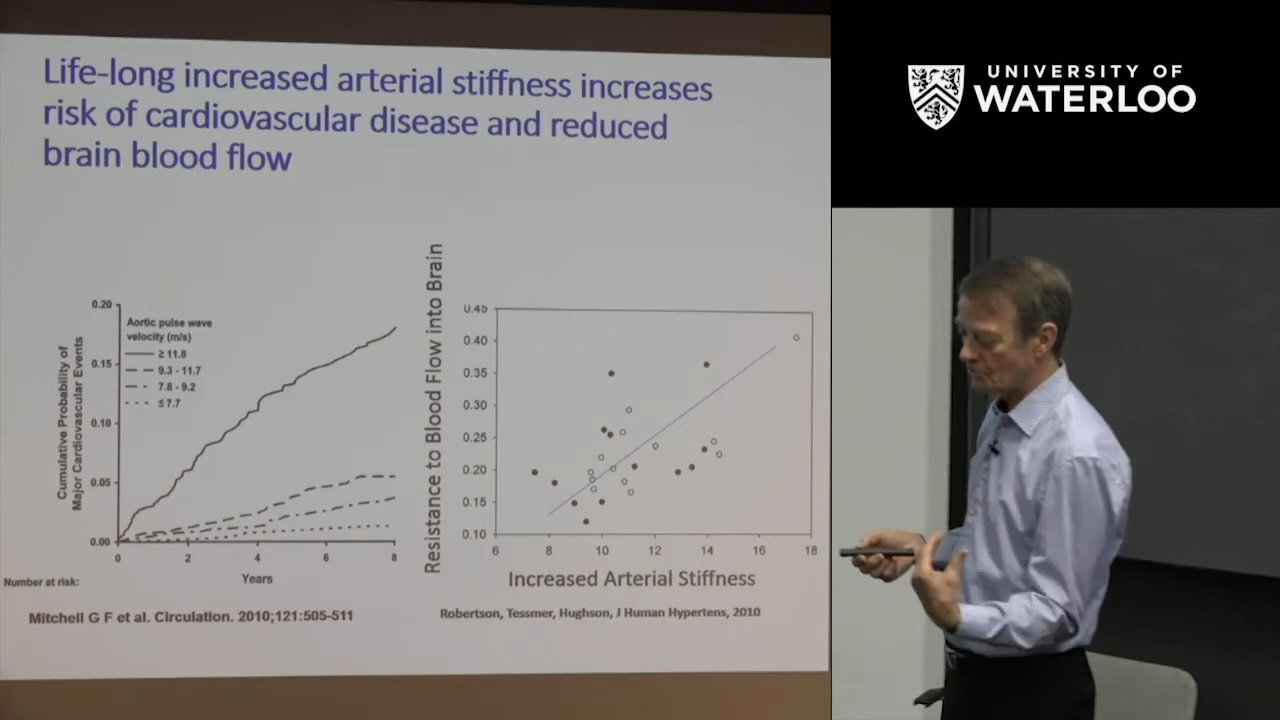 Life-long increased arterial stiffness increases
risk of cardiovascular disease and reduced
brain blood flow
UNIVERSITY OF
WATERLOO
Cumulative Probability of
Major Cardiovascular Events
0.20
0.15
0.10
0.05
0.00
Aortic pulse wave
velocity (m/s)
≥ 11.8
9.3 - 11.7
7.8 - 9.2
≤ 7.7
0 2 4 6 8
Years
Number at risk:
Mitchell G F et al. Circulation. 2010;121:505-511
Resistance to Blood Flow into Brain
0.45
0.40
0.35
0.30
0.25
0.20
0.15
0.10
6 8 10 12 14 16 18
Increased Arterial Stiffness
Robertson, Tessmer, Hughson, J Human Hypertens, 2010